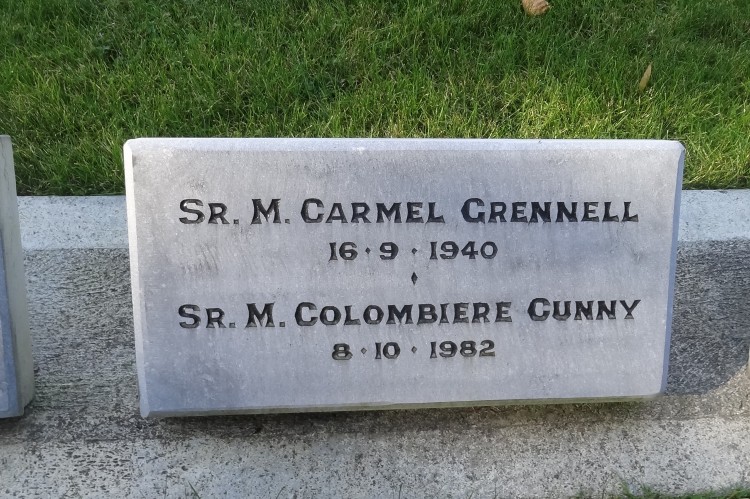 Sr. M. Carmel Grennell
16 · 9 · 1940
Sr. M. Colombiere Cunny
8 · 10 · 1982